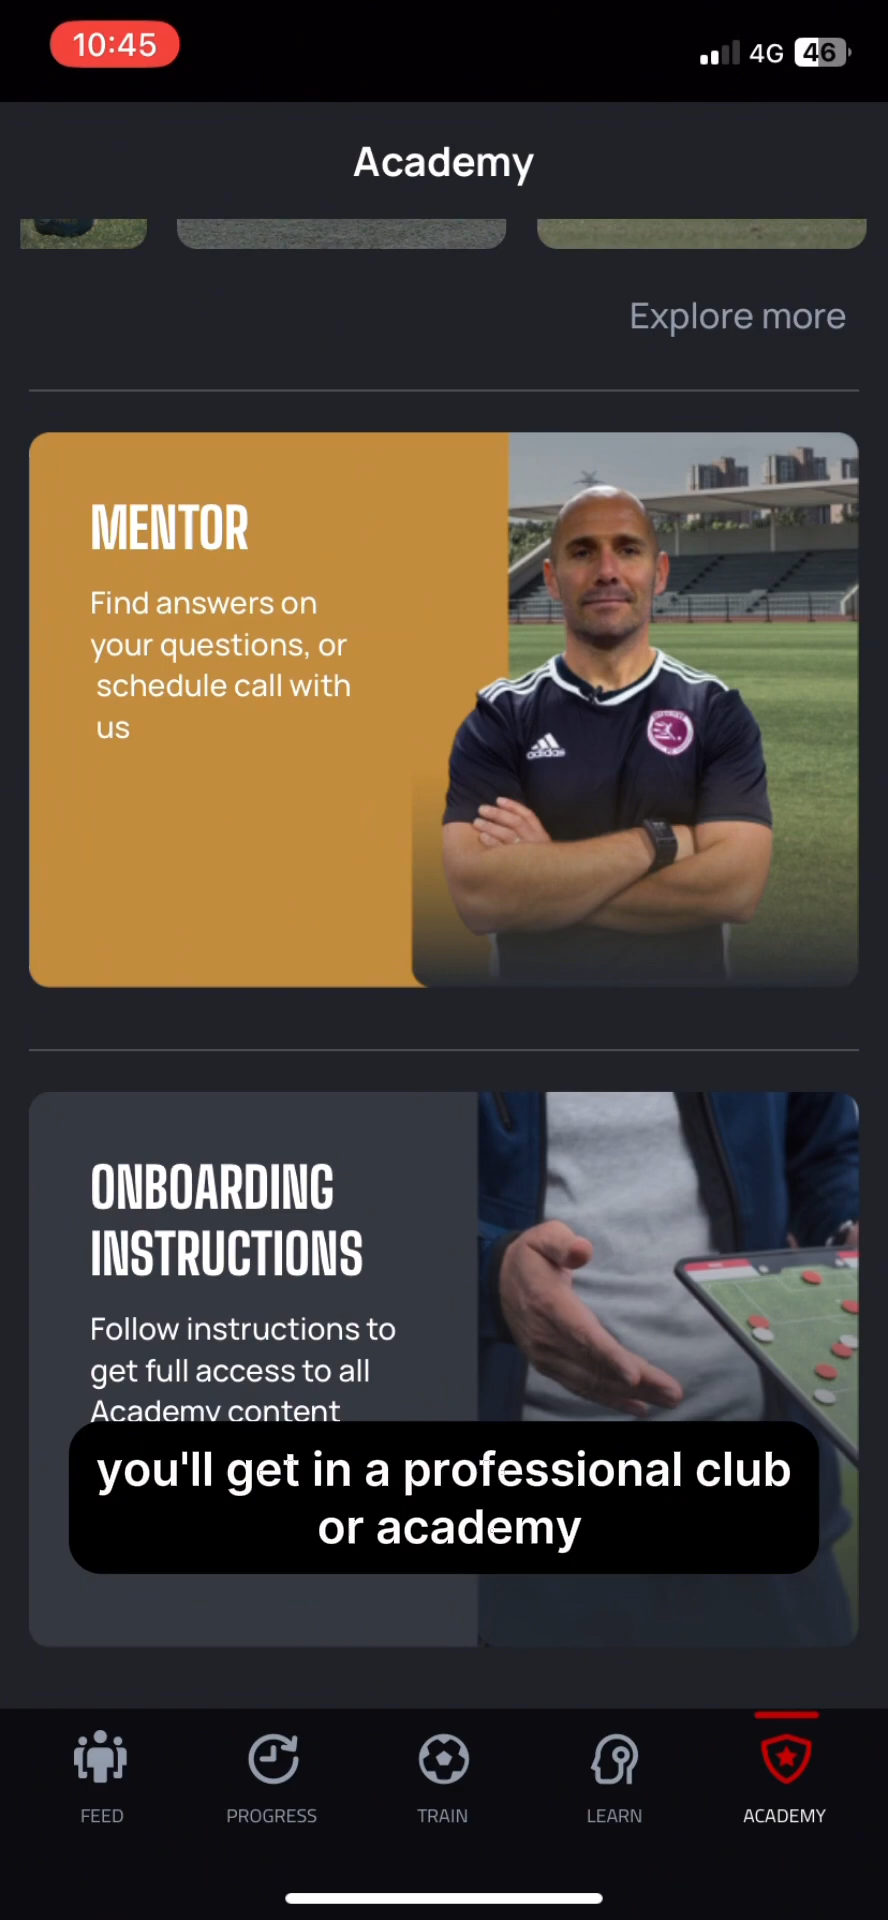 10:45
4G 46
Academy
Explore more
MENTOR
Find answers on
your questions, or
schedule call with
us
adidas
ONBOARDING
INSTRUCTIONS
Follow instructions to
get full access to all
Academy content
you'll get in a professional club
or academy
FEED
PROGRESS
TRAIN
LEARN
ACADEMY